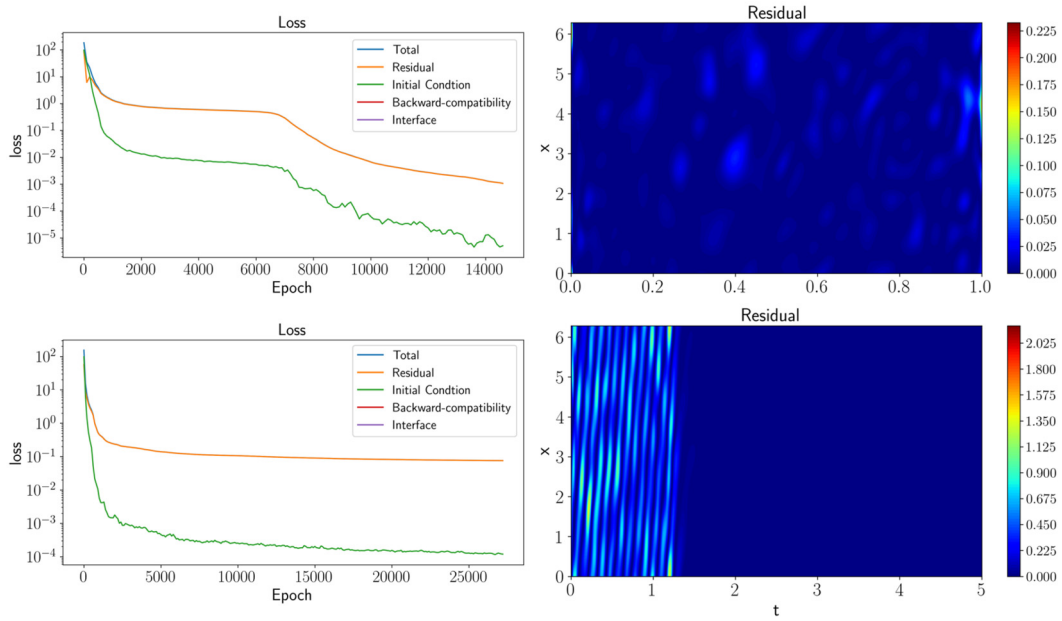 Loss
loss
10^2
10^1
10^0
10^-1
10^-2
10^-3
10^-4
10^-5
Total
Residual
Initial Condtion
Backward-compatibility
Interface
0 2000 4000 6000 8000 10000 12000 14000
Epoch
Residual
x
6
5
4
3
2
1
0
0.0 0.2 0.4 0.6 0.8 1.0
0.225
0.200
0.175
0.150
0.125
0.100
0.075
0.050
0.025
0.000
Loss
loss
10^2
10^1
10^0
10^-1
10^-2
10^-3
10^-4
Total
Residual
Initial Condtion
Backward-compatibility
Interface
0 5000 10000 15000 20000 25000
Epoch
Residual
x
6
5
4
3
2
1
0
0 1 2 3 4 5
t
2.025
1.800
1.575
1.350
1.125
0.900
0.675
0.450
0.225
0.000